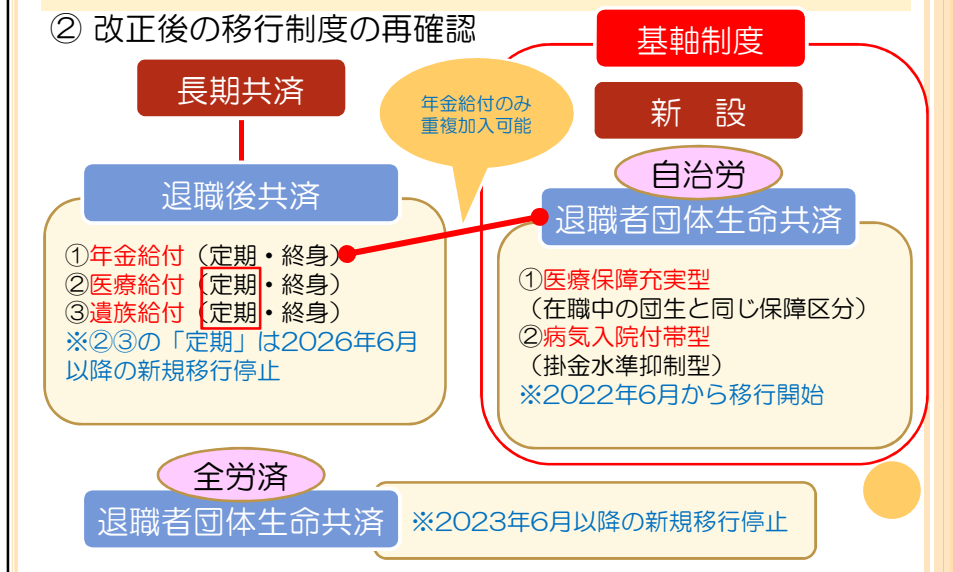 ② 改正後の移行制度の再確認
基軸制度
長期共済
年金給付のみ
重複加入可能
新　設
退職後共済
自治労
退職者団体生命共済
①年金給付（定期・終身）
②医療給付（定期・終身）
③遺族給付（定期・終身）
※②③の「定期」は2026年6月
以降の新規移行停止
①医療保障充実型
（在職中の団生と同じ保障区分）
②病気入院付帯型
（掛金水準抑制型）
※2022年6月から移行開始
全労済
退職者団体生命共済
※2023年6月以降の新規移行停止